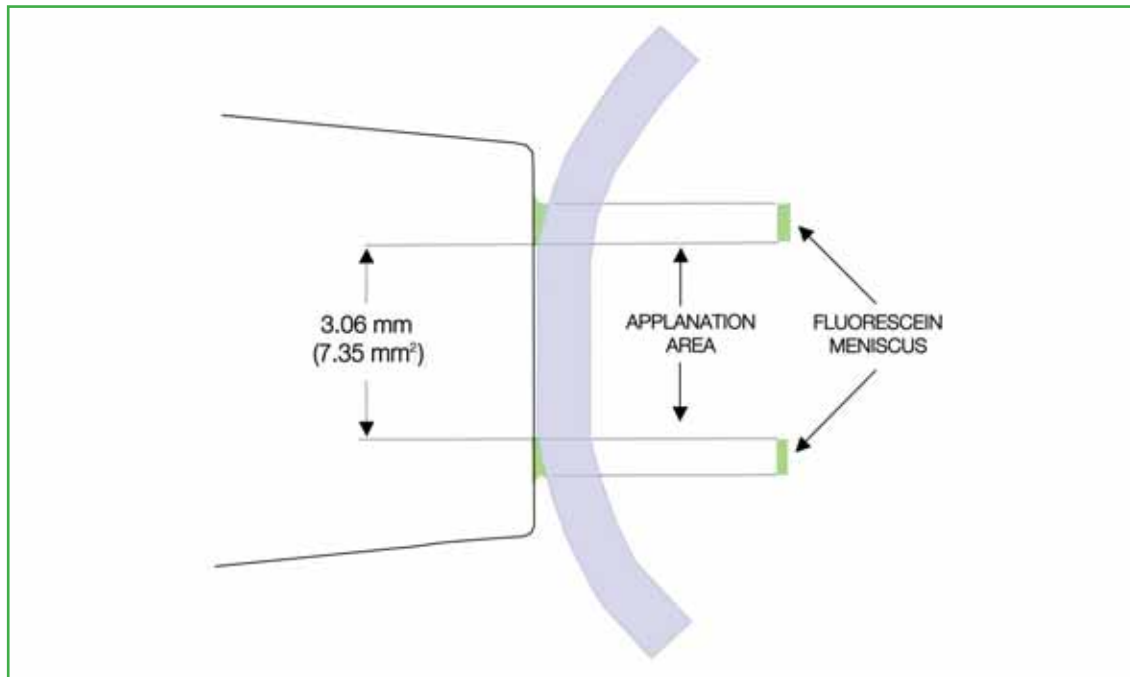 3.06 mm
(7.35 mm²)
APPLANATION
AREA
FLUORESCEIN
MENISCUS